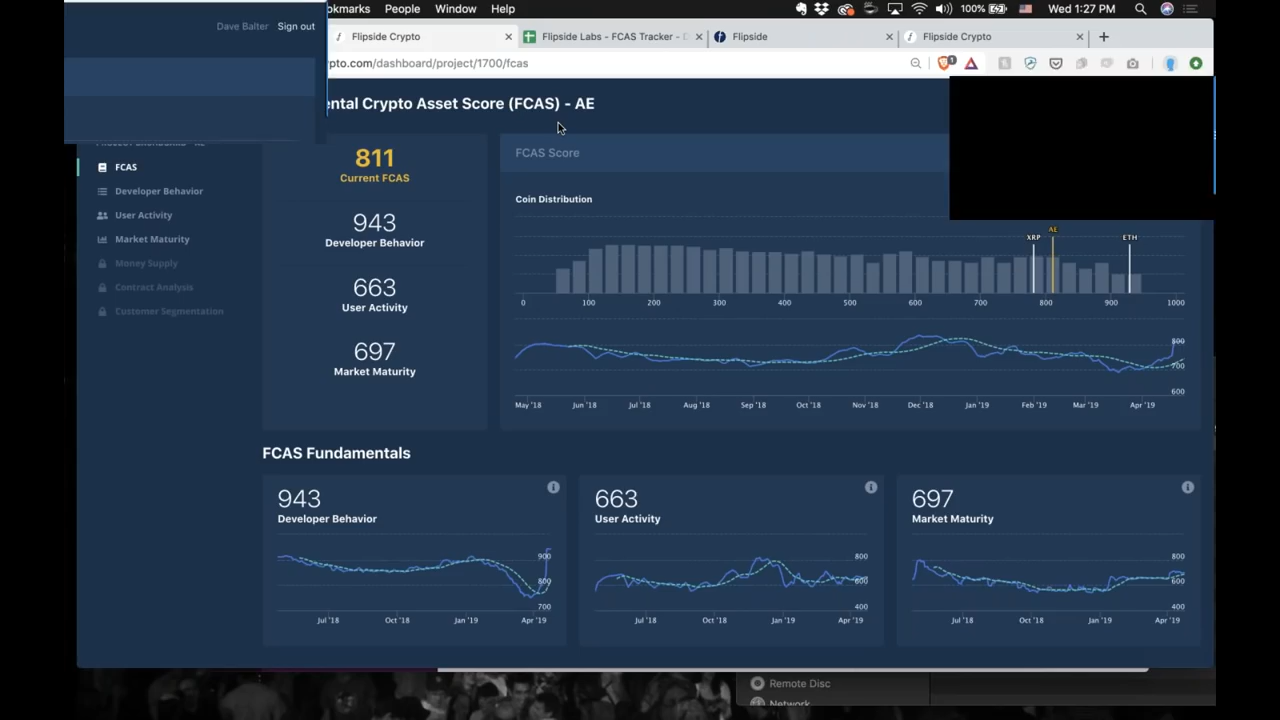 okmarks People Window Help 100% Wed 1:27 PM
Dave Balter Sign out
Flipside Crypto
Flipside Labs - FCAS Tracker - D
Flipside
Flipside Crypto
pto.com/dashboard/project/1700/fcas
1
ental Crypto Asset Score (FCAS) - AE
FCAS
Developer Behavior
User Activity
Market Maturity
Money Supply
Contract Analysis
Customer Segmentation
811
Current FCAS
943
Developer Behavior
663
User Activity
697
Market Maturity
FCAS Score
Coin Distribution
XRP AE ETH
0 100 200 300 400 500 600 700 800 900 1000
800
700
600
May '18 Jun '18 Jul '18 Aug '18 Sep '18 Oct '18 Nov '18 Dec '18 Jan '19 Feb '19 Mar '19 Apr '19
FCAS Fundamentals
943
Developer Behavior
900
800
700
Jul '18 Oct '18 Jan '19 Apr '19
663
User Activity
800
600
400
Jul '18 Oct '18 Jan '19 Apr '19
697
Market Maturity
800
600
400
Jul '18 Oct '18 Jan '19 Apr '19
Remote Disc
Network